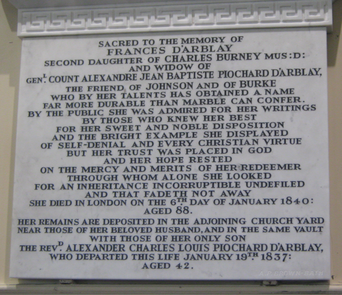 SACRED TO THE MEMORY OF
FRANCES D'ARBLAY
SECOND DAUGHTER OF CHARLES BURNEY MUS:D:
AND WIDOW OF
GENL. COUNT ALEXANDRE JEAN BAPTISTE PIOCHARD D'ARBLAY,
THE FRIEND OF JOHNSON AND OF BURKE
WHO BY HER TALENTS HAS OBTAINED A NAME
FAR MORE DURABLE THAN MARBLE CAN CONFER.
BY THE PUBLIC SHE WAS ADMIRED FOR HER WRITINGS
BY THOSE WHO KNEW HER BEST
FOR HER SWEET AND NOBLE DISPOSITION
AND THE BRIGHT EXAMPLE SHE DISPLAYED
OF SELF-DENIAL AND EVERY CHRISTIAN VIRTUE
BUT HER TRUST WAS PLACED IN GOD
AND HER HOPE RESTED
ON THE MERCY AND MERITS OF HER REDEEMER
THROUGH WHOM ALONE SHE LOOKED
FOR AN INHERITANCE INCORRUPTIBLE UNDEFILED
AND THAT FADETH NOT AWAY
SHE DIED IN LONDON ON THE 6TH DAY OF JANUARY 1840:
AGED 88.
HER REMAINS ARE DEPOSITED IN THE ADJOINING CHURCH YARD
NEAR THOSE OF HER BELOVED HUSBAND, AND IN THE SAME VAULT
WITH THOSE OF HER ONLY SON
THE REVD. ALEXANDER CHARLES LOUIS PIOCHARD D'ARBLAY,
WHO DEPARTED THIS LIFE JANUARY 19TH 1837:
AGED 42.